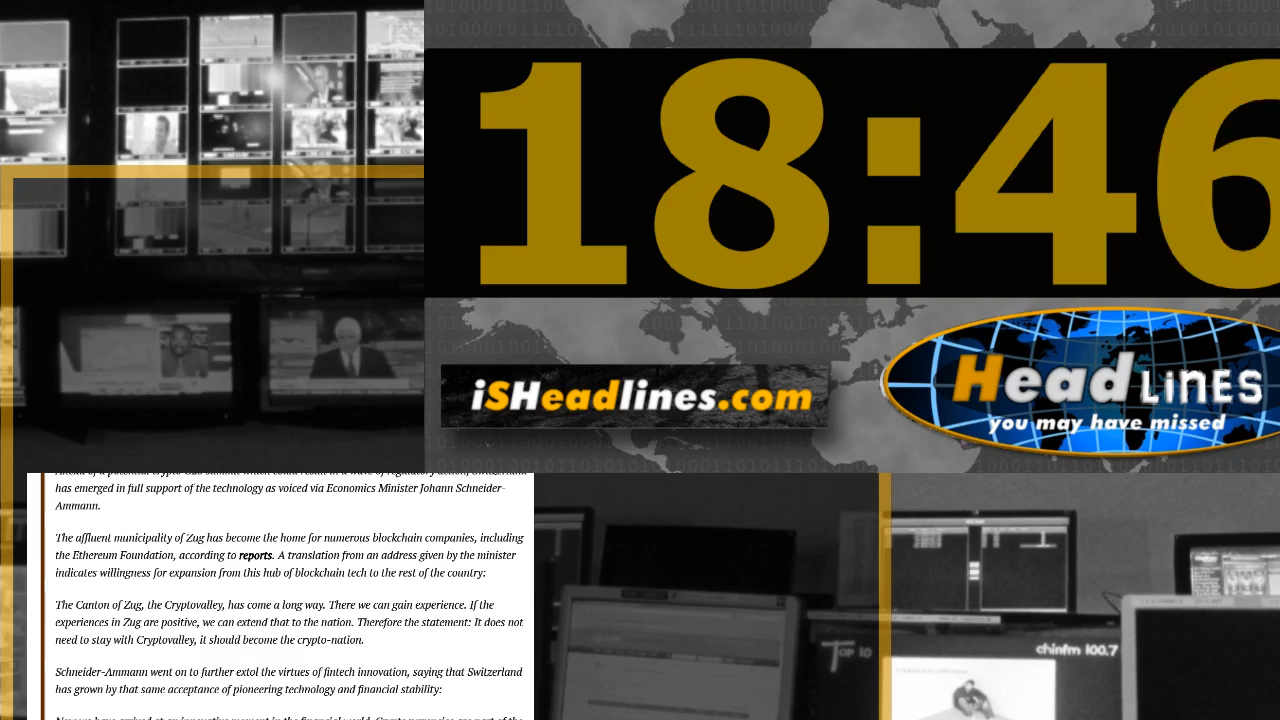 18:46
iSHeadlines.com
HeadLINES
you may have missed
has emerged in full support of the technology as voiced via Economics Minister Johann Schneider-
Ammann.
The affluent municipality of Zug has become the home for numerous blockchain companies, including
the Ethereum Foundation, according to reports. A translation from an address given by the minister
indicates willingness for expansion from this hub of blockchain tech to the rest of the country:
The Canton of Zug, the Cryptovalley, has come a long way. There we can gain experience. If the
experiences in Zug are positive, we can extend that to the nation. Therefore the statement: It does not
need to stay with Cryptovalley, it should become the crypto-nation.
Schneider-Ammann went on to further extol the virtues of fintech innovation, saying that Switzerland
has grown by that same acceptance of pioneering technology and financial stability:
TOP 10
chinfm 100.7